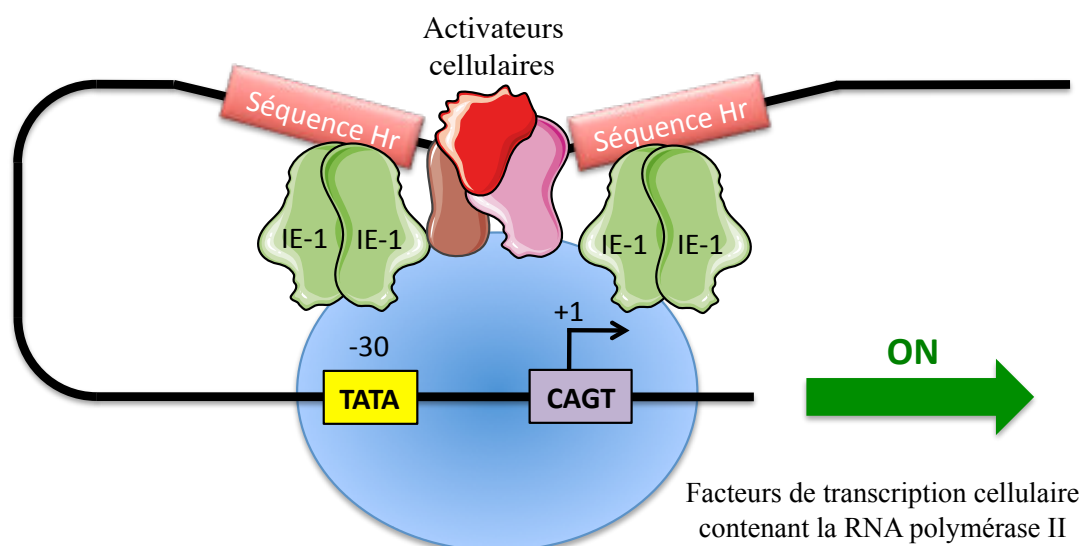 Activateurs
cellulaires
Séquence Hr
Séquence Hr
IE-1
IE-1
IE-1
IE-1
+1
-30
ON
TATA
CAGT
Facteurs de transcription cellulaire
contenant la RNA polymérase II